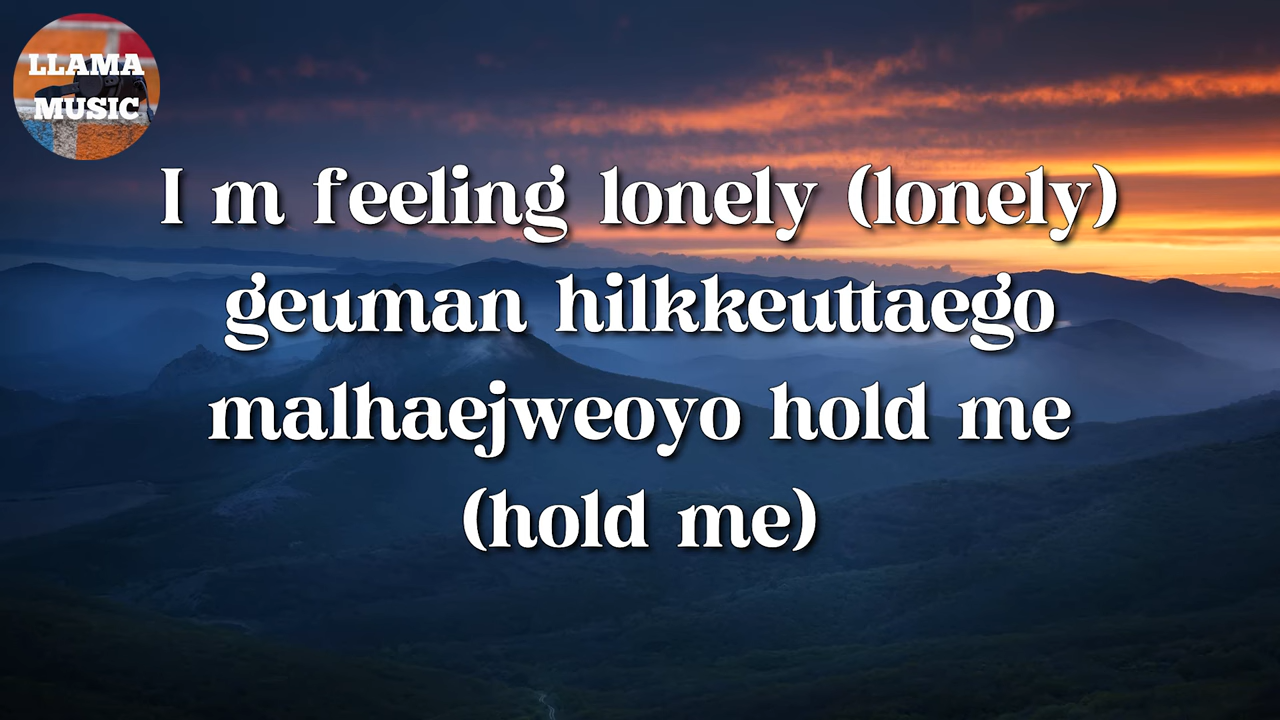 LLAMA
MUSIC
I m feeling lonely (lonely)
geuman hilkkeuttaego
malhaejweoyo hold me
(hold me)